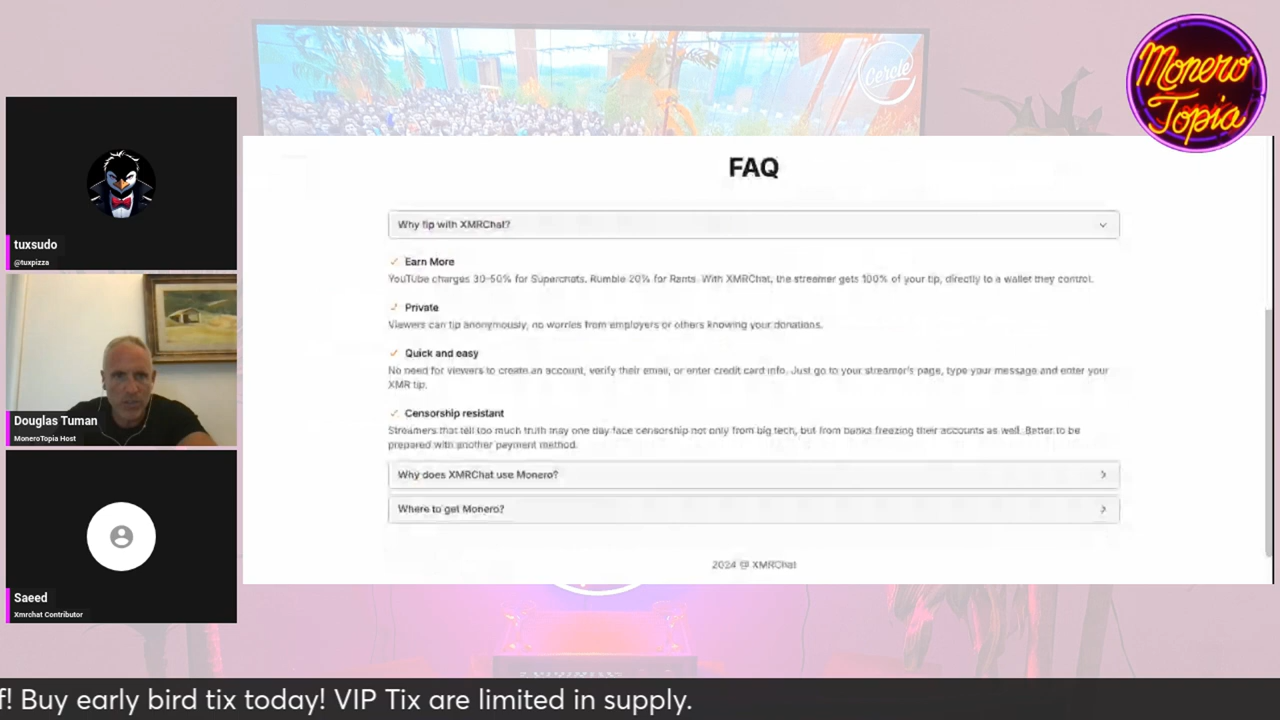 Cercle
Monero
Topia
tuxsudo
@tuxpizza
Douglas Tuman
MoneroTopia Host
Saeed
Xmrchat Contributor
FAQ
Why tip with XMRChat?
Earn More
YouTube charges 30-50% for Superchats. Rumble 20% for Rants. With XMRChat, the streamer gets 100% of your tip, directly to a wallet they control.
Private
Viewers can tip anonymously, no worries from employers or others knowing your donations.
Quick and easy
No need for viewers to create an account, verify their email, or enter credit card info. Just go to your streamer's page, type your message and enter your
XMR tip.
Censorship resistant
Streamers that tell too much truth may one day face censorship not only from big tech, but from banks freezing their accounts as well. Better to be
prepared with another payment method.
Why does XMRChat use Monero?
Where to get Monero?
2024 @ XMRChat
f! Buy early bird tix today! VIP Tix are limited in supply.